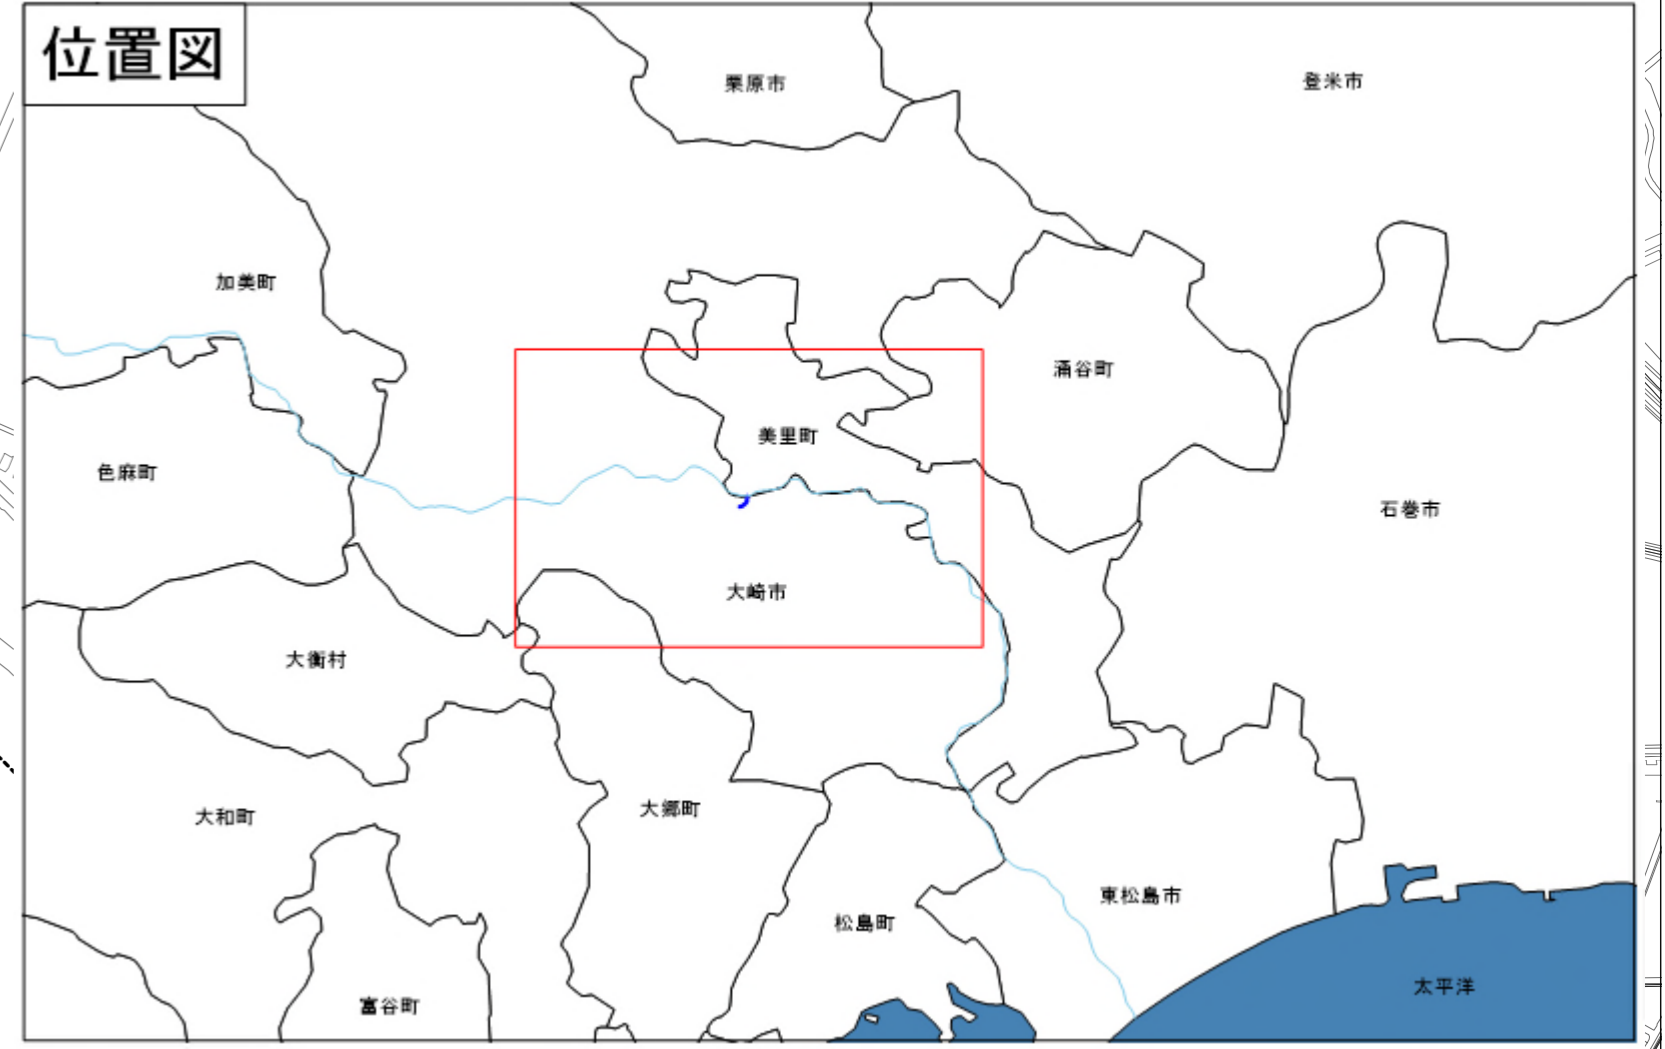 位置図
栗原市
登米市
加美町
涌谷町
美里町
色麻町
石巻市
大崎市
大衡村
大郷町
大和町
東松島市
松島町
太平洋
富谷町